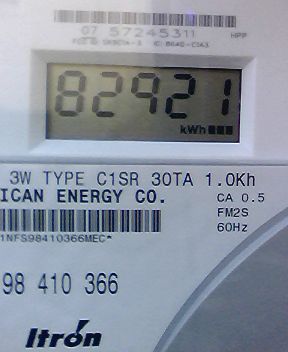 07 57245311 HPP
82921
kWh
3W TYPE C1SR 30TA 1.0Kh
ICAN ENERGY CO. CA 0.5
FM2S
60Hz
1NFS98410366MEC*
98 410 366
Itron